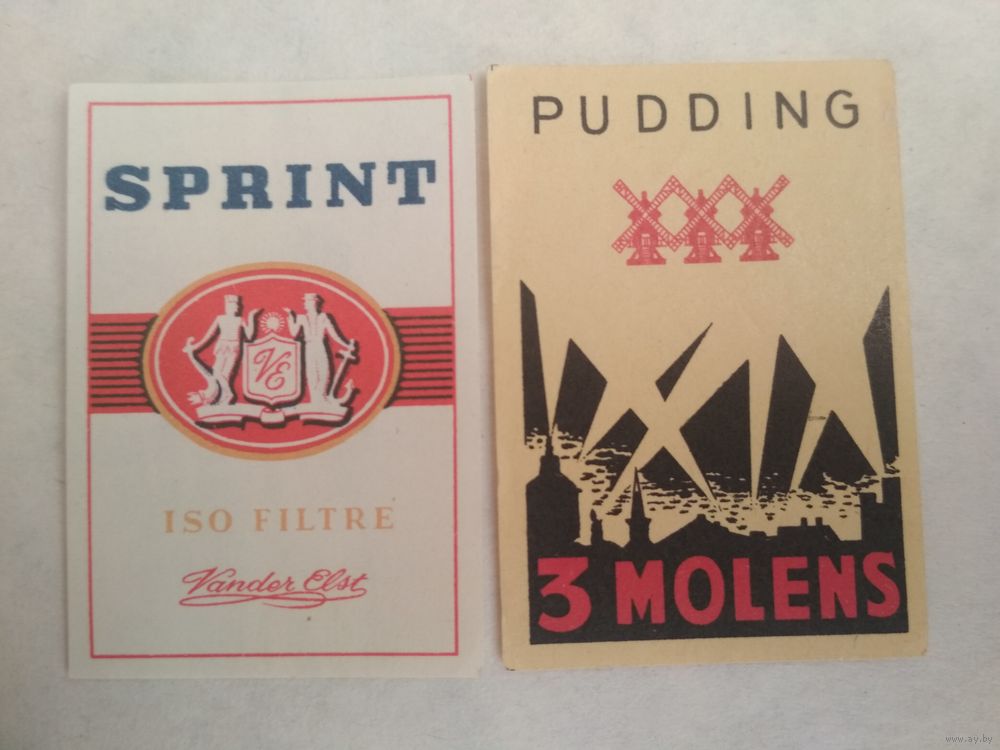 SPRINT
VE
ISO FILTRE
Vander Elst
PUDDING
3 MOLENS
www.ay.by